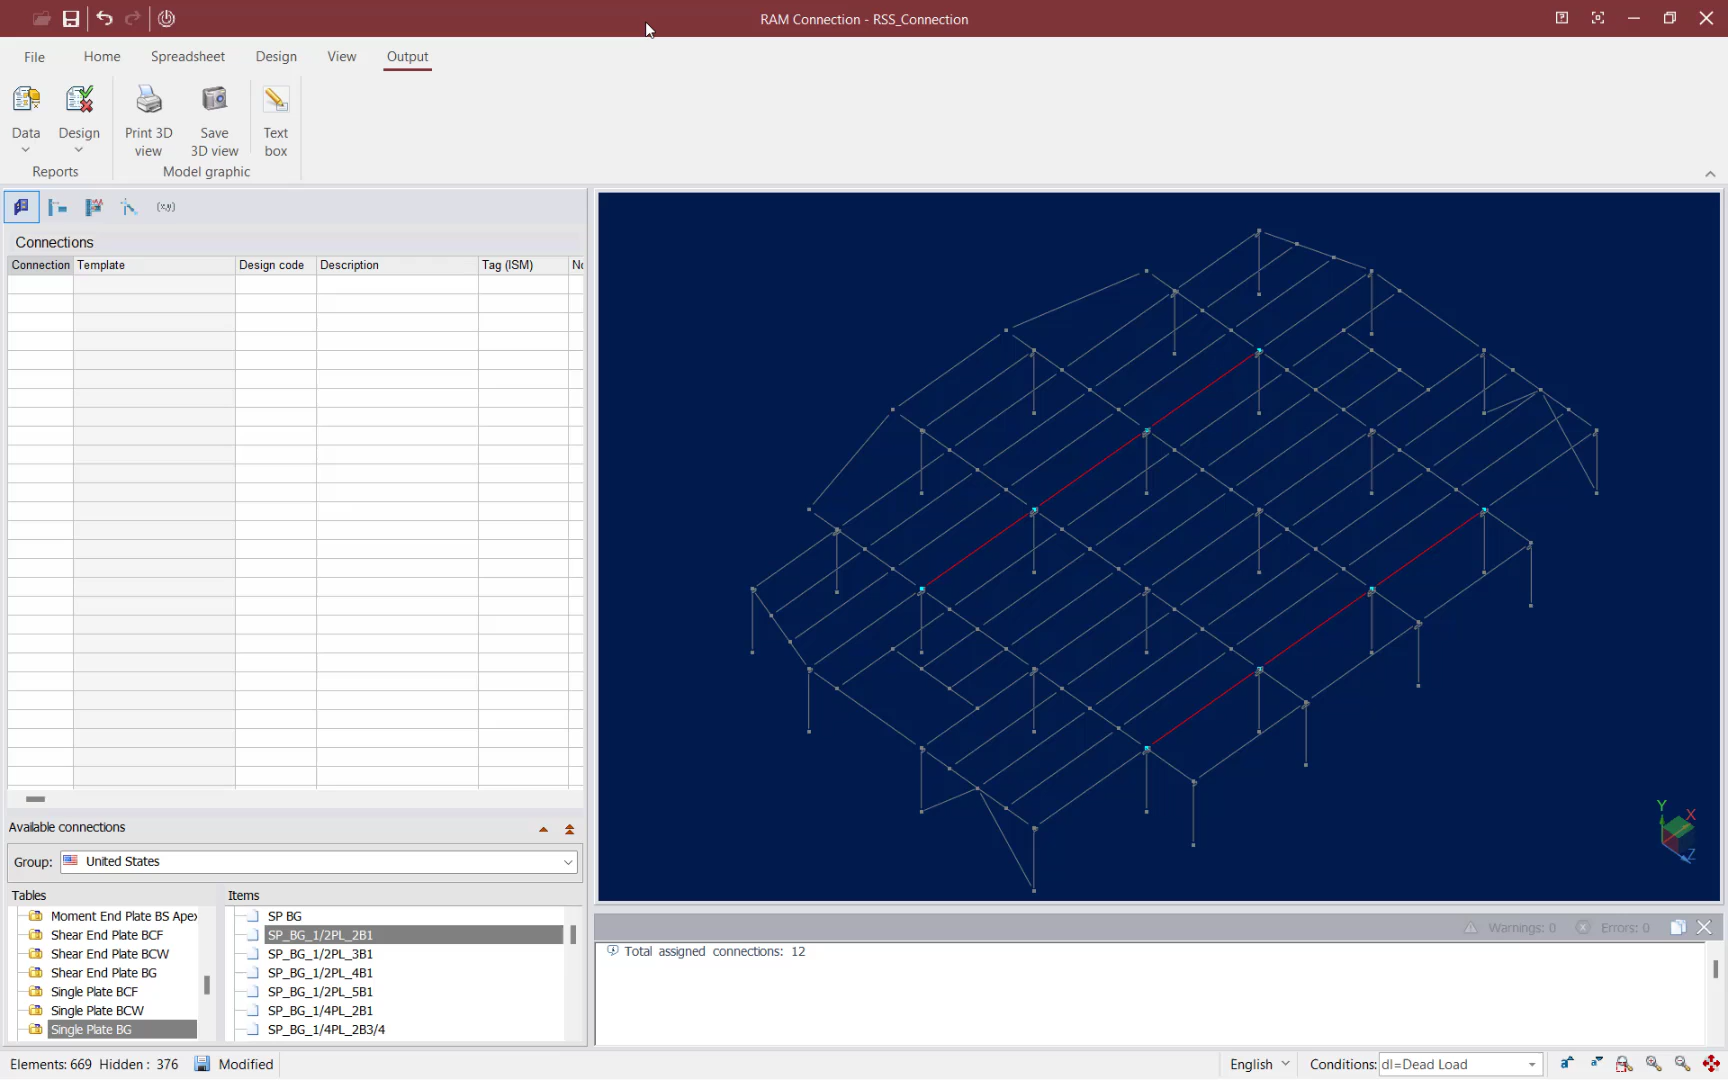 RAM Connection - RSS_Connection
File Home Spreadsheet Design View Output
Data Design Print 3D view Save 3D view Text box
Reports Model graphic
(x,y)
Connections
Connection Template Design code Description Tag (ISM)
Available connections
Group: United States
Tables Items
Moment End Plate BS Apex
Shear End Plate BCF
Shear End Plate BCW
Shear End Plate BG
Single Plate BCF
Single Plate BCW
Single Plate BG
SP BG
SP_BG_1/2PL_2B1
SP_BG_1/2PL_3B1
SP_BG_1/2PL_4B1
SP_BG_1/2PL_5B1
SP_BG_1/4PL_2B1
SP_BG_1/4PL_2B3/4
Y
X
Z
Warnings: 0 Errors: 0
Total assigned connections: 12
Elements: 669 Hidden : 376 Modified English Conditions: dl=Dead Load